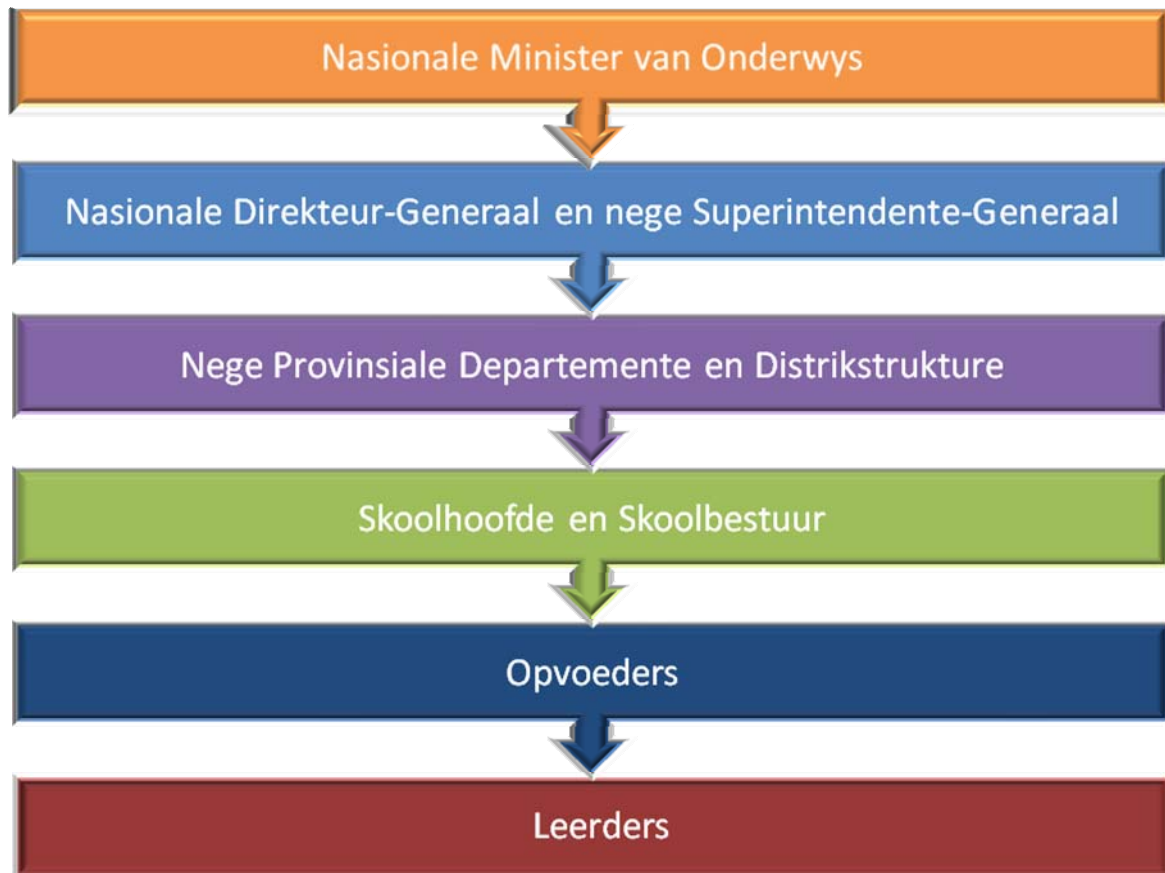 Nasionale Minister van Onderwys
Nasionale Direkteur-Generaal en nege Superintendente-Generaal
Nege Provinsiale Departemente en Distrikstrukture
Skoolhoofde en Skoolbestuur
Opvoeders
Leerders